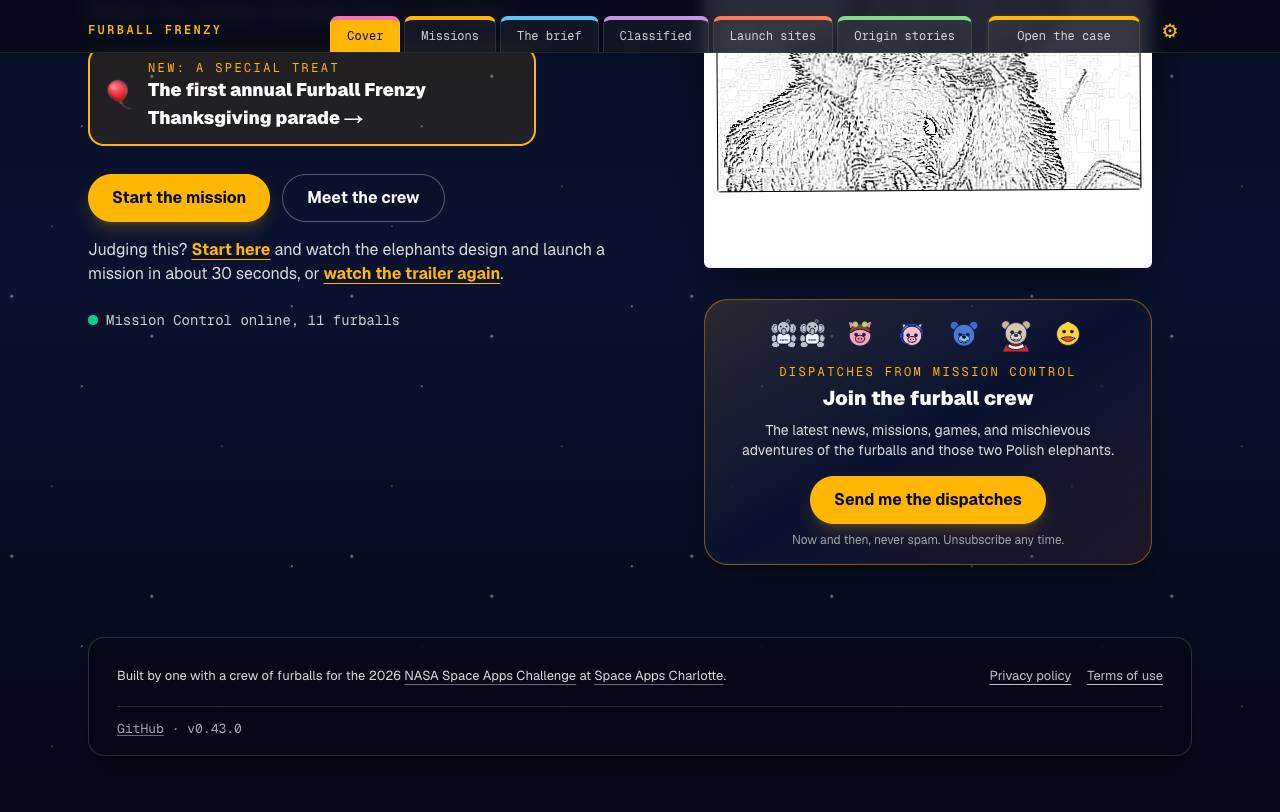 FURBALL FRENZY
Cover
Missions
The brief
Classified
Launch sites
Origin stories
Open the case
NEW: A SPECIAL TREAT
The first annual Furball Frenzy
Thanksgiving parade →
Start the mission
Meet the crew
Judging this? Start here and watch the elephants design and launch a
mission in about 30 seconds, or watch the trailer again.
Mission Control online, 11 furballs
DISPATCHES FROM MISSION CONTROL
Join the furball crew
The latest news, missions, games, and mischievous
adventures of the furballs and those two Polish elephants.
Send me the dispatches
Now and then, never spam. Unsubscribe any time.
Built by one with a crew of furballs for the 2026 NASA Space Apps Challenge at Space Apps Charlotte.
Privacy policy
Terms of use
GitHub · v0.43.0